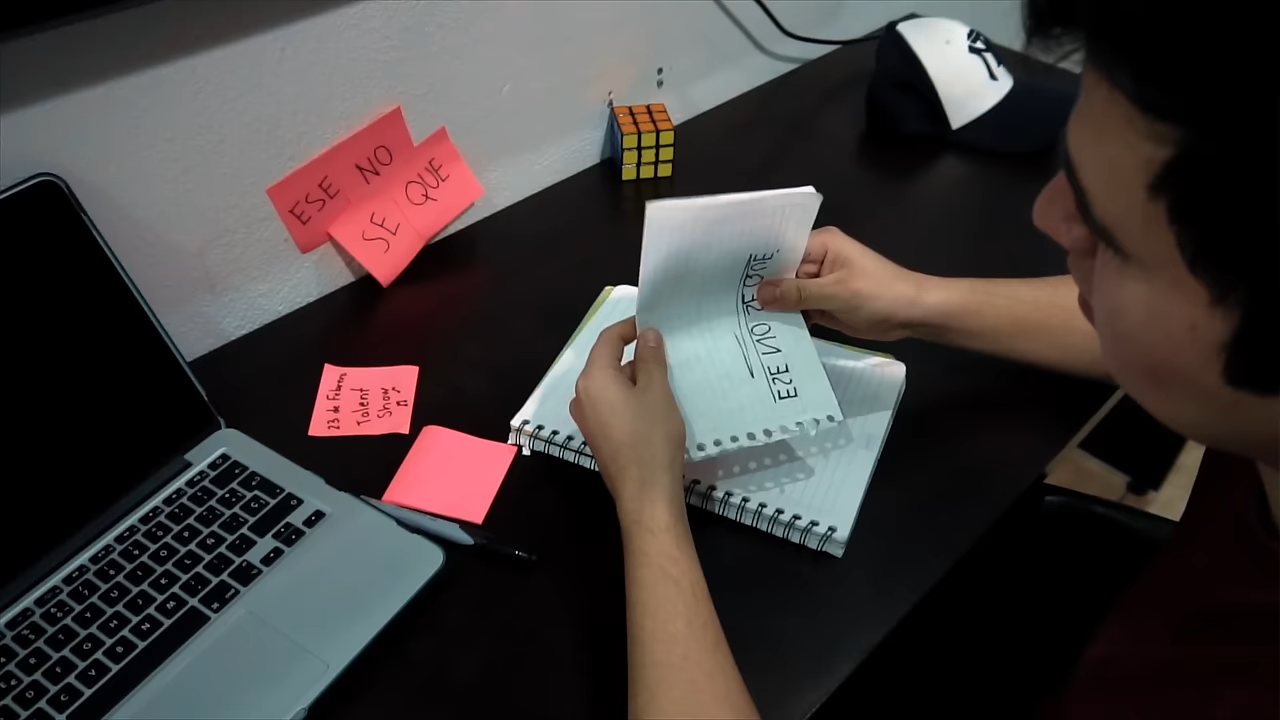 ESE NO
SE QUE
23 de Febrero
Talent
Show
ESE NO SE QUE.